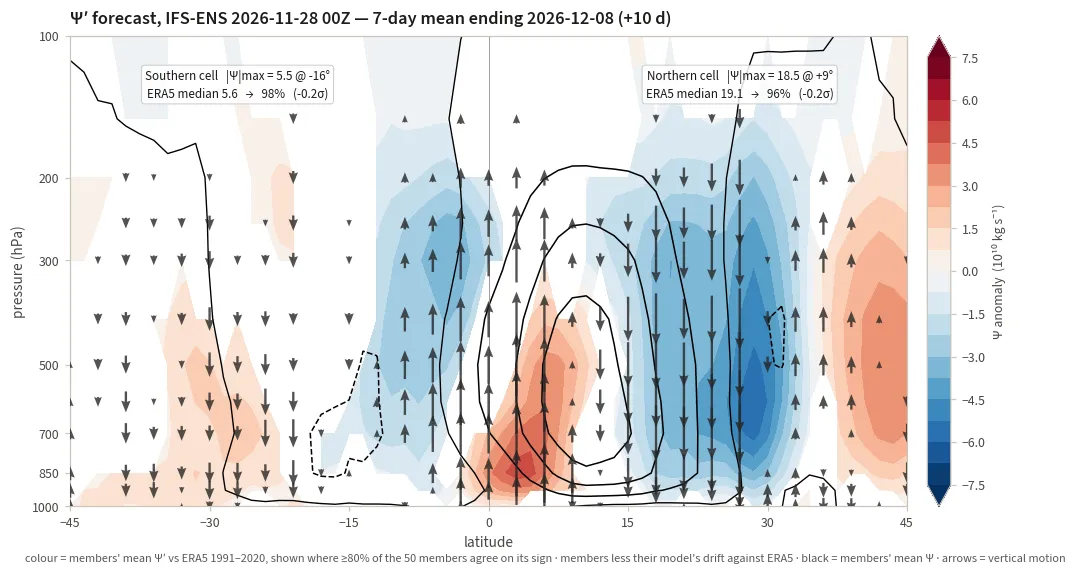 Ψ′ forecast, IFS-ENS 2026-11-28 00Z — 7-day mean ending 2026-12-08 (+10 d)
Southern cell |Ψ|max = 5.5 @ -16°
ERA5 median 5.6 → 98% (-0.2σ)
Northern cell |Ψ|max = 18.5 @ +9°
ERA5 median 19.1 → 96% (-0.2σ)
100
200
300
400
500
700
850
1000
pressure (hPa)
−45
−30
−15
0
15
30
45
latitude
7.5
6.0
4.5
3.0
1.5
0.0
−1.5
−3.0
−4.5
−6.0
−7.5
Ψ anomaly (10¹⁰ kg s⁻¹)
colour = members' mean Ψ′ vs ERA5 1991–2020, shown where ≥80% of the 50 members agree on its sign · members less their model's drift against ERA5 · black = members' mean Ψ · arrows = vertical motion